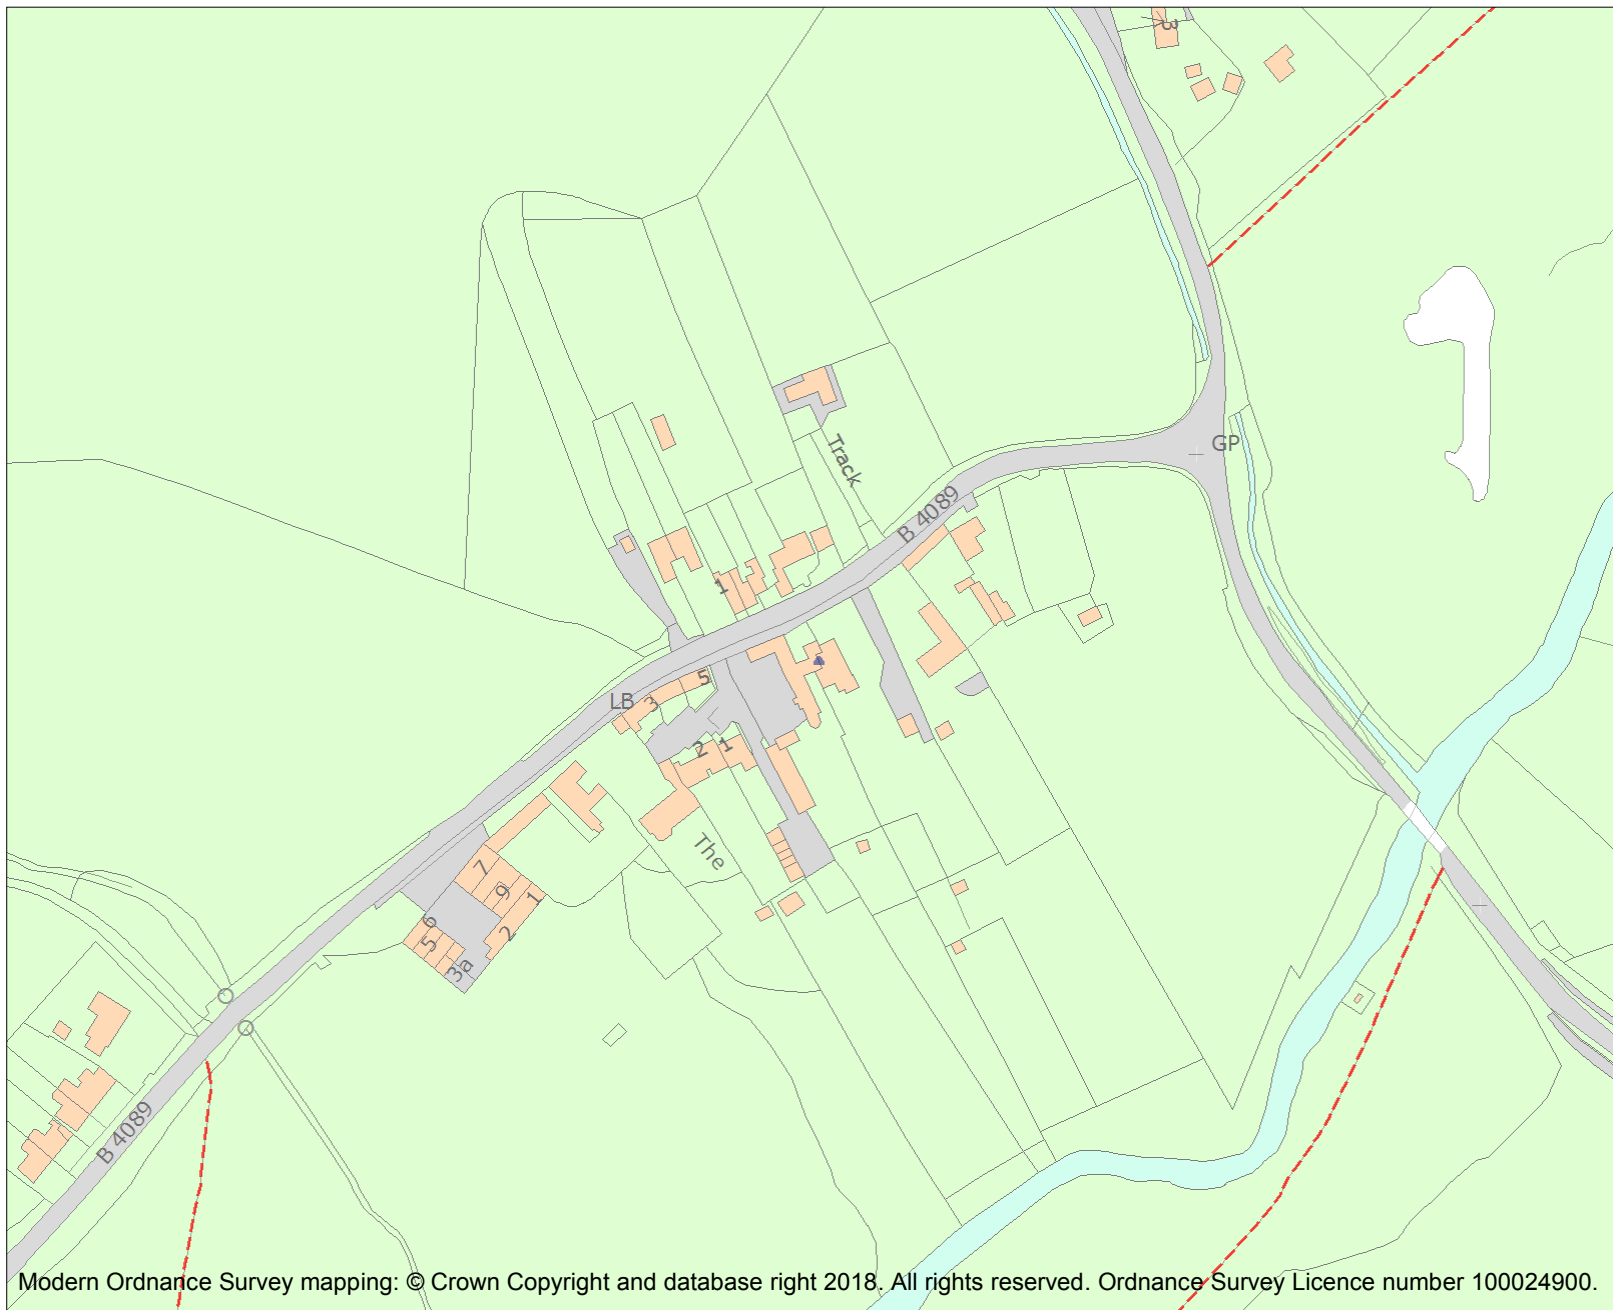 3
GP
Track
B 4089
1
5
LB
3
2
1
The
7
9
1
6
5
2
3a
B 4089
Modern Ordnance Survey mapping: © Crown Copyright and database right 2018. All rights reserved. Ordnance Survey Licence number 100024900.